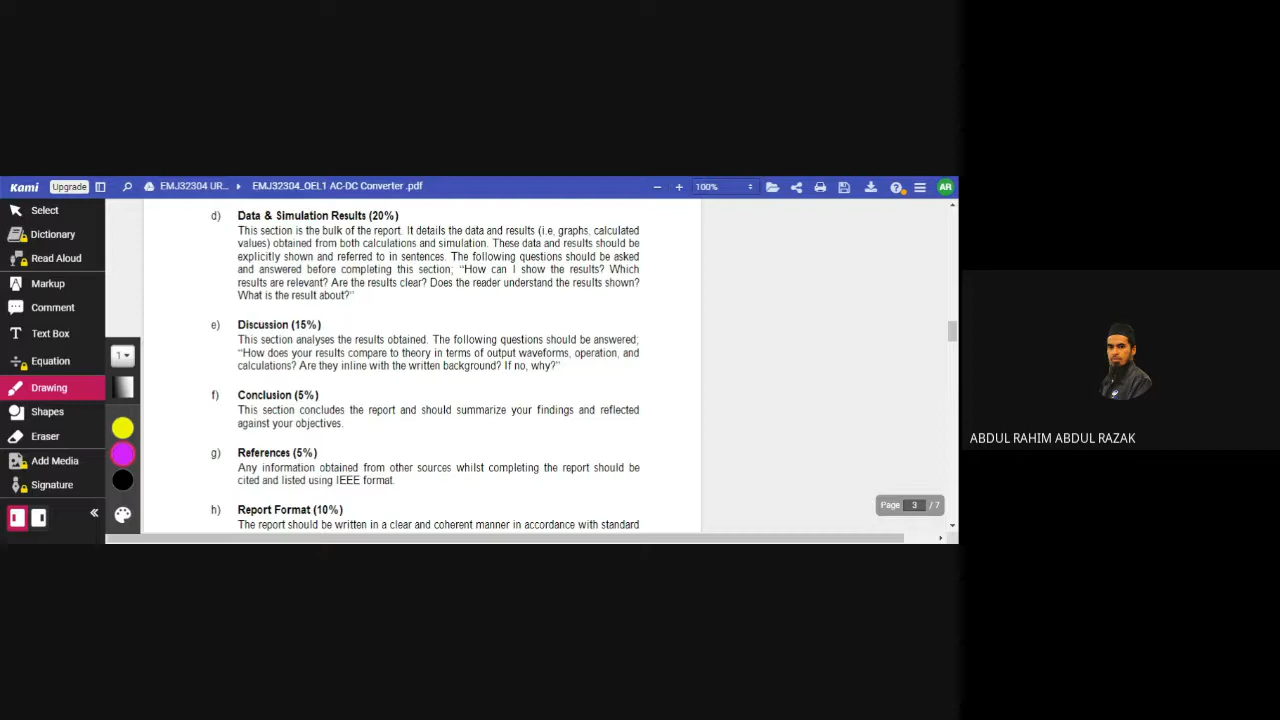 Kami
Upgrade
EMJ32304 UR...
EMJ32304_OEL1 AC-DC Converter .pdf
100%
AR
Select
Dictionary
Read Aloud
Markup
Comment
Text Box
Equation
Drawing
Shapes
Eraser
Add Media
Signature
1
d) Data & Simulation Results (20%)
This section is the bulk of the report. It details the data and results (i.e, graphs, calculated
values) obtained from both calculations and simulation. These data and results should be
explicitly shown and referred to in sentences. The following questions should be asked
and answered before completing this section; "How can I show the results? Which
results are relevant? Are the results clear? Does the reader understand the results shown?
What is the result about?"
e) Discussion (15%)
This section analyses the results obtained. The following questions should be answered;
"How does your results compare to theory in terms of output waveforms, operation, and
calculations? Are they inline with the written background? If no, why?"
f) Conclusion (5%)
This section concludes the report and should summarize your findings and reflected
against your objectives.
g) References (5%)
Any information obtained from other sources whilst completing the report should be
cited and listed using IEEE format.
h) Report Format (10%)
The report should be written in a clear and coherent manner in accordance with standard
Page 3 / 7
ABDUL RAHIM ABDUL RAZAK